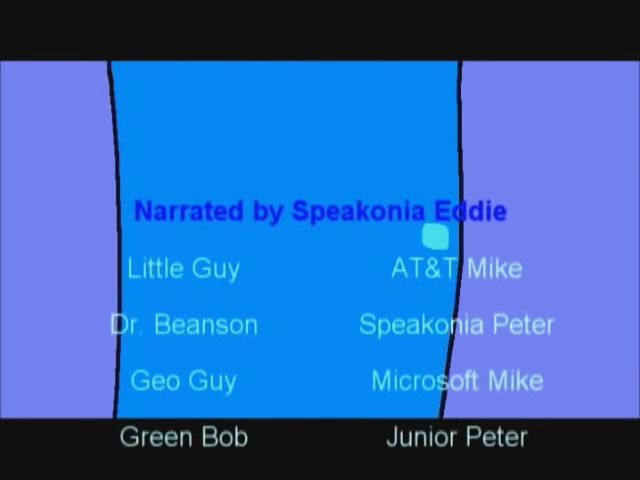 Narrated by Speakonia Eddie
Little Guy AT&T Mike
Dr. Beanson Speakonia Peter
Geo Guy Microsoft Mike
Green Bob Junior Peter